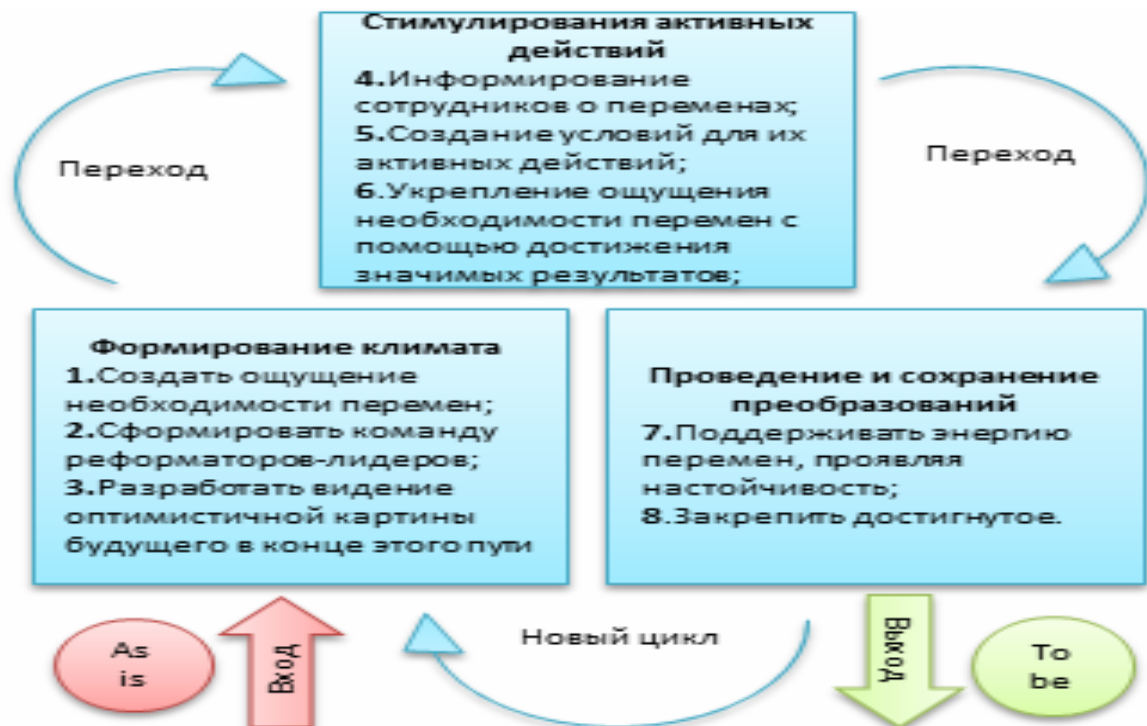 Стимулирования активных
действий
4.Информирование
сотрудников о переменах;
5.Создание условий для их
активных действий;
6.Укрепление ощущения
необходимости перемен с
помощью достижения
значимых результатов;
Переход
Переход
Формирование климата
1.Создать ощущение
необходимости перемен;
2.Сформировать команду
реформаторов-лидеров;
3.Разработать видение
оптимистичной картины
будущего в конце этого пути
Проведение и сохранение
преобразований
7.Поддерживать энергию
перемен, проявляя
настойчивость;
8.Закрепить достигнутое.
As
is
Вход
Новый цикл
Выход
To
be